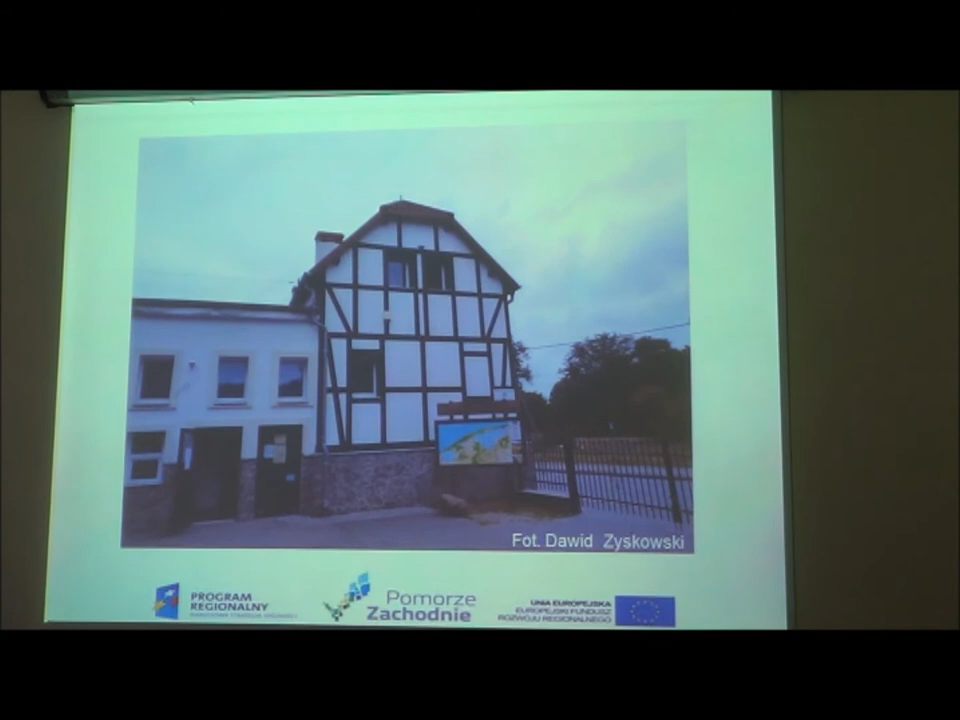 Fot. Dawid Zyskowski
PROGRAM
REGIONALNY
Pomorze
Zachodnie
UNIA EUROPEJSKA
EUROPEJSKI FUNDUSZ
ROZWOJU REGIONALNEGO